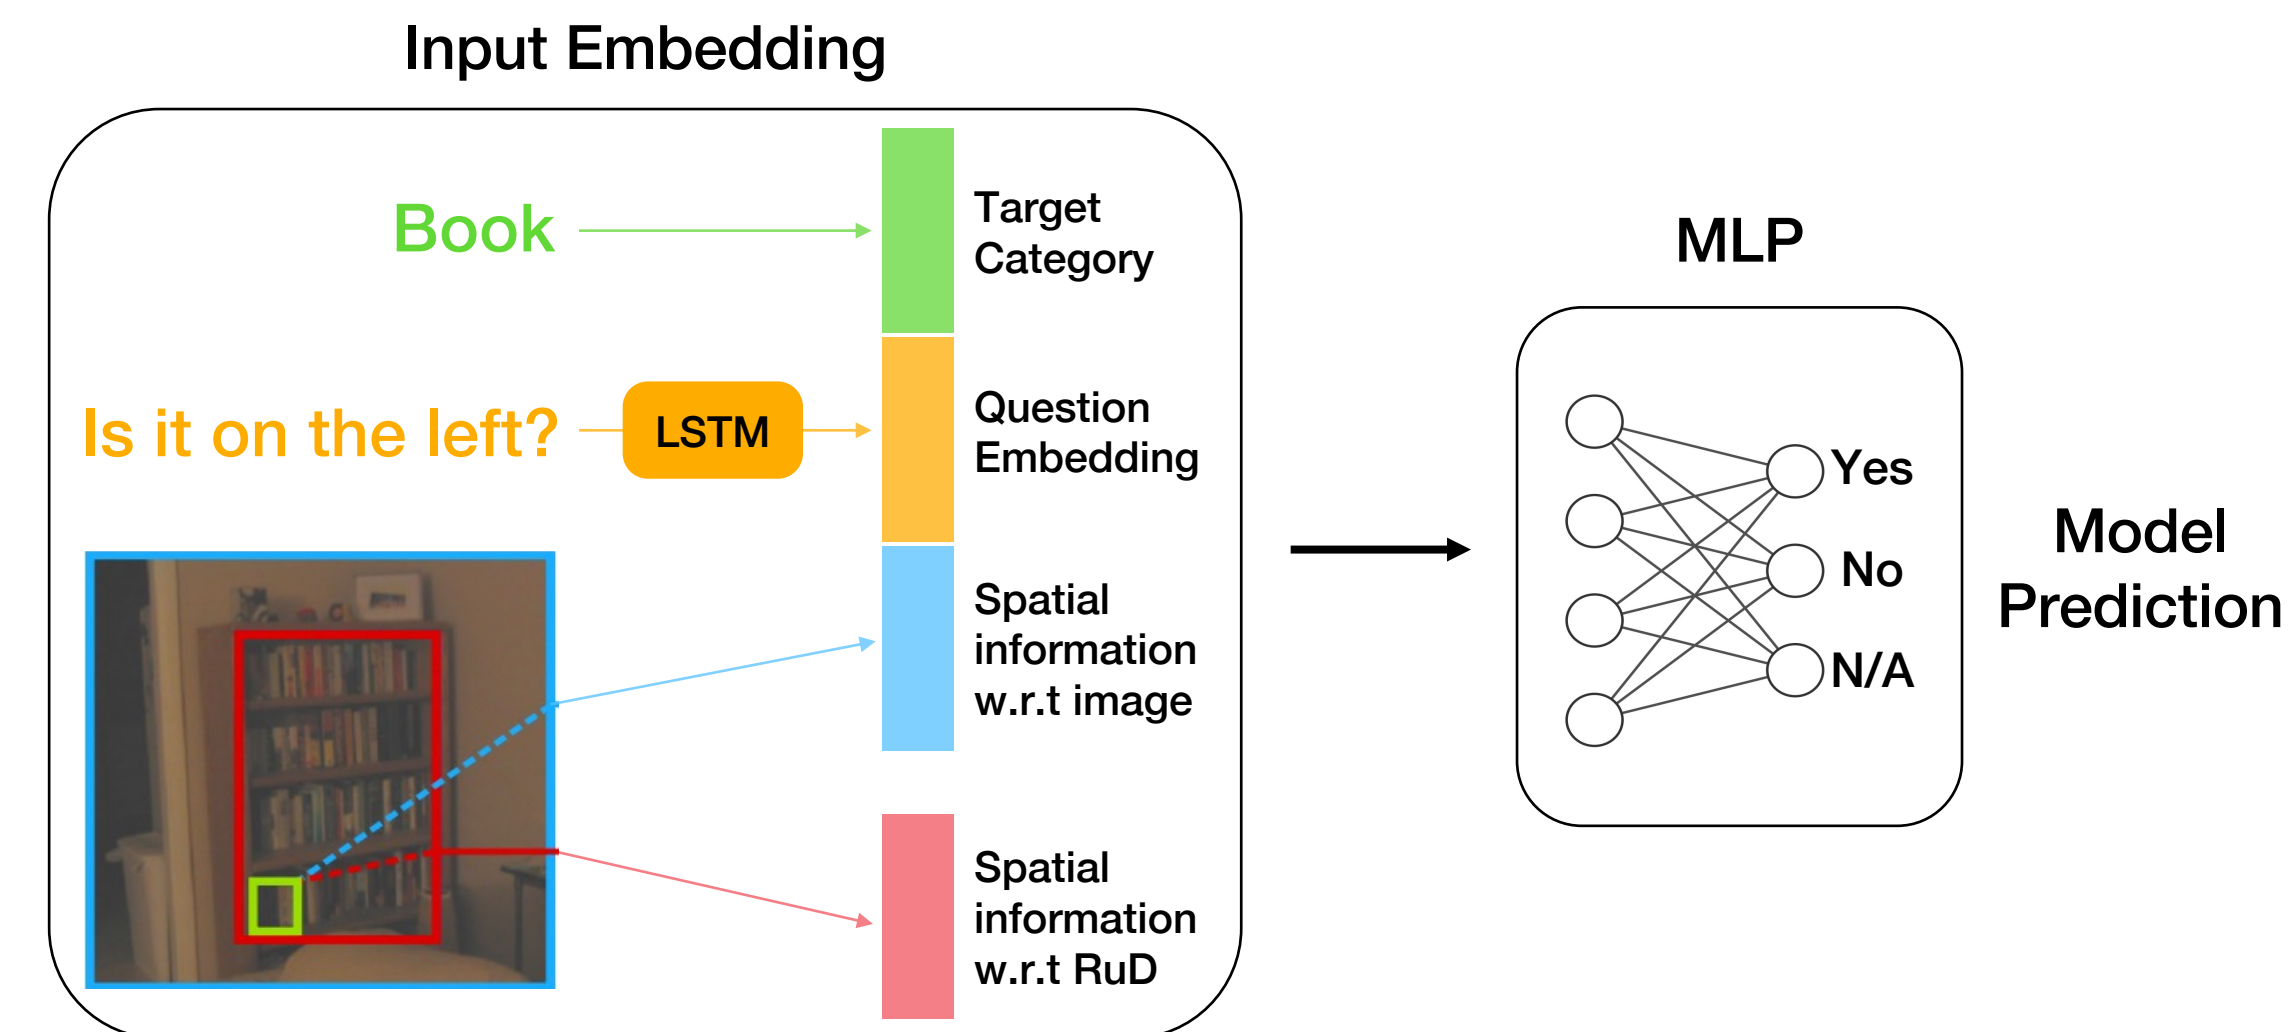 Input Embedding
Book
Target
Category
Is it on the left?
LSTM
Question
Embedding
Spatial
information
w.r.t image
Spatial
information
w.r.t RuD
MLP
Yes
No
N/A
Model
Prediction